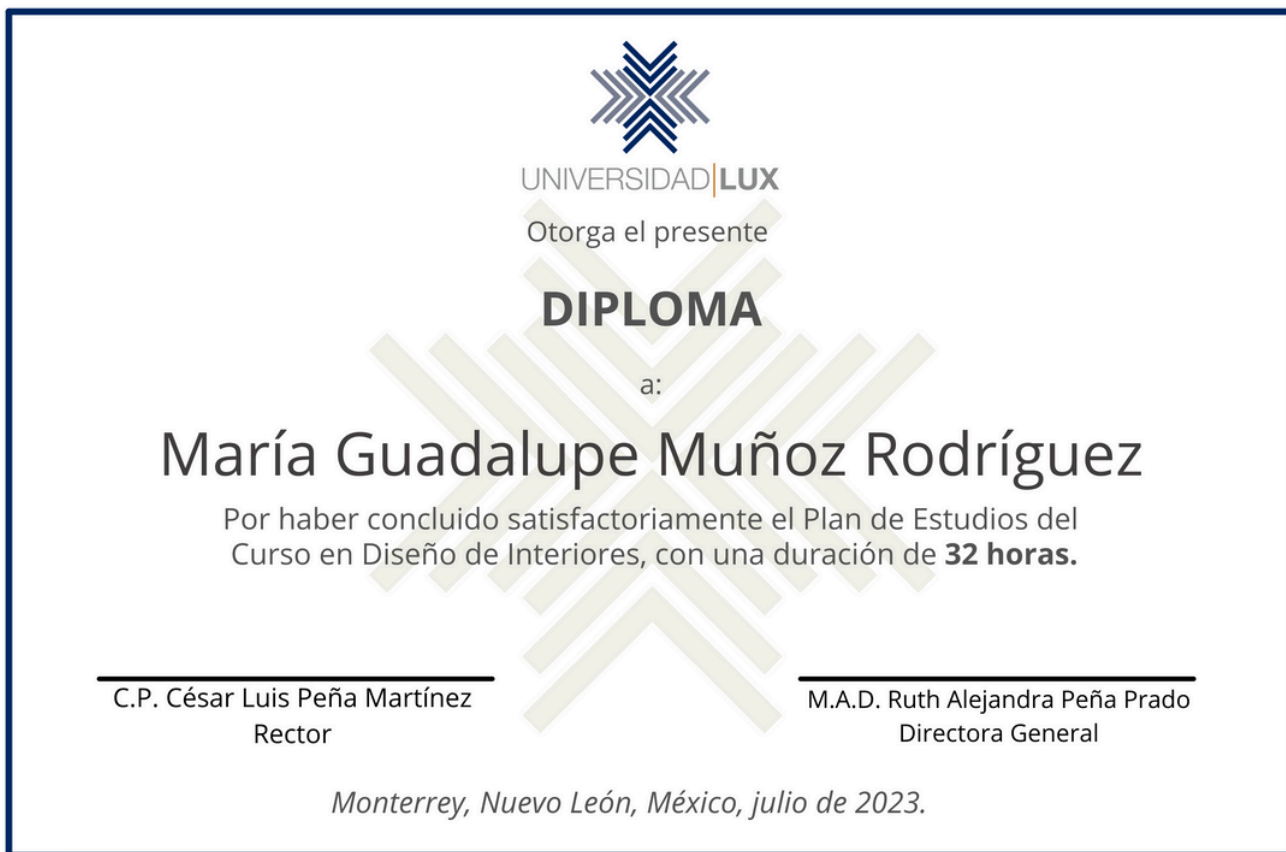 UNIVERSIDAD|LUX
Otorga el presente
DIPLOMA
a:
María Guadalupe Muñoz Rodríguez
Por haber concluido satisfactoriamente el Plan de Estudios del
Curso en Diseño de Interiores, con una duración de 32 horas.
C.P. César Luis Peña Martínez
Rector
M.A.D. Ruth Alejandra Peña Prado
Directora General
Monterrey, Nuevo León, México, julio de 2023.